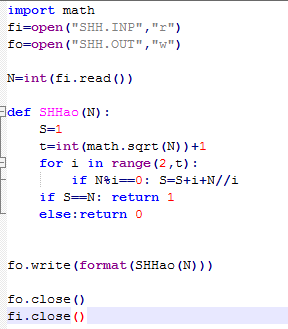 import math
fi=open("SHH.INP","r")
fo=open("SHH.OUT","w")
N=int(fi.read())
def SHHao(N):
S=1
t=int(math.sqrt(N))+1
for i in range(2,t):
if N%i==0: S=S+i+N//i
if S==N: return 1
else:return 0
fo.write(format(SHHao(N)))
fo.close()
fi.close()